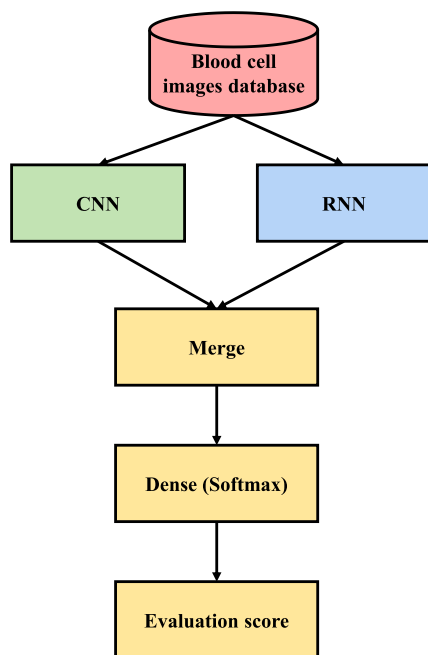 Blood cell
images database
CNN
RNN
Merge
Dense (Softmax)
Evaluation score